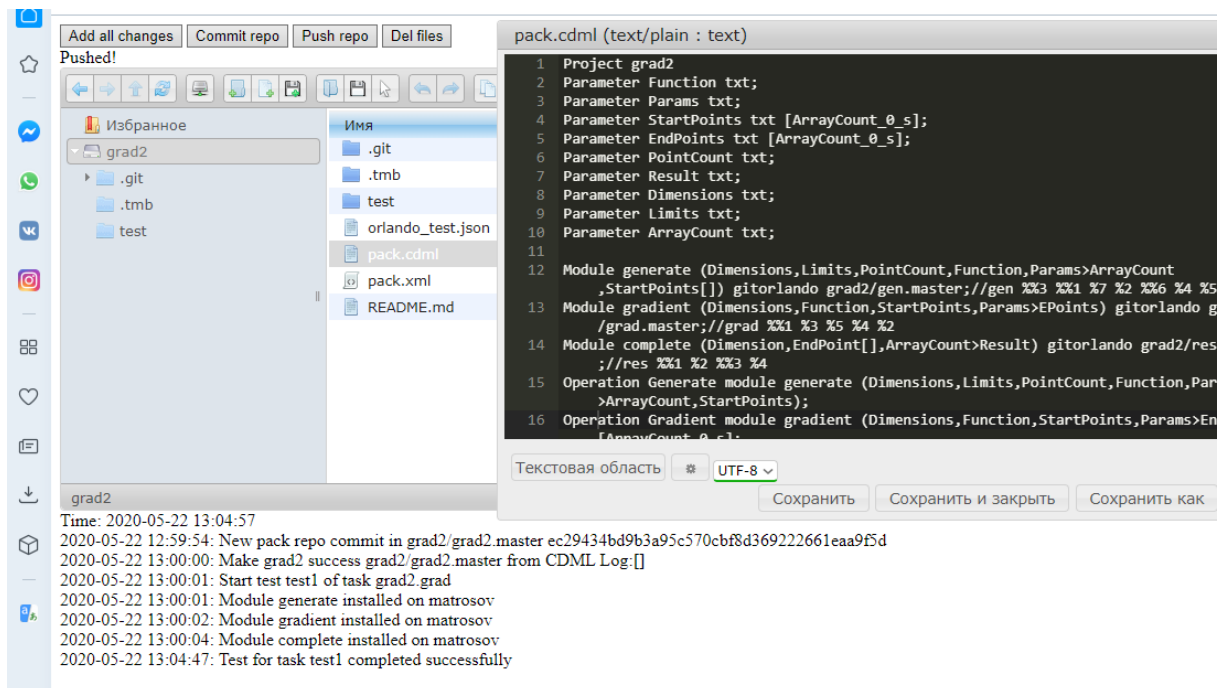 Add all changes Commit repo Push repo Del files
Pushed!
Избранное
grad2
.git
.tmb
test
Имя
.git
.tmb
test
orlando_test.json
pack.cdml
pack.xml
README.md
grad2
pack.cdml (text/plain : text)
1 Project grad2
2 Parameter Function txt;
3 Parameter Params txt;
4 Parameter StartPoints txt [ArrayCount_0_s];
5 Parameter EndPoints txt [ArrayCount_0_s];
6 Parameter PointCount txt;
7 Parameter Result txt;
8 Parameter Dimensions txt;
9 Parameter Limits txt;
10 Parameter ArrayCount txt;
11
12 Module generate (Dimensions,Limits,PointCount,Function,Params>ArrayCount
,StartPoints[]) gitorlando grad2/gen.master;//gen %%3 %%1 %7 %2 %%6 %4 %5
13 Module gradient (Dimensions,Function,StartPoints,Params>EPoints) gitorlando g
/grad.master;//grad %%1 %3 %5 %4 %2
14 Module complete (Dimension,EndPoint[],ArrayCount>Result) gitorlando grad2/res
;//res %%1 %2 %%3 %4
15 Operation Generate module generate (Dimensions,Limits,PointCount,Function,Par
>ArrayCount,StartPoints);
16 Operation Gradient module gradient (Dimensions,Function,StartPoints,Params>En
[ArrayCount_0_s];
Текстовая область UTF-8
Сохранить Сохранить и закрыть Сохранить как
Time: 2020-05-22 13:04:57
2020-05-22 12:59:54: New pack repo commit in grad2/grad2.master ec29434bd9b3a95c570cbf8d369222661eaa9f5d
2020-05-22 13:00:00: Make grad2 success grad2/grad2.master from CDML Log:[]
2020-05-22 13:00:01: Start test test1 of task grad2.grad
2020-05-22 13:00:01: Module generate installed on matrosov
2020-05-22 13:00:02: Module gradient installed on matrosov
2020-05-22 13:00:04: Module complete installed on matrosov
2020-05-22 13:04:47: Test for task test1 completed successfully